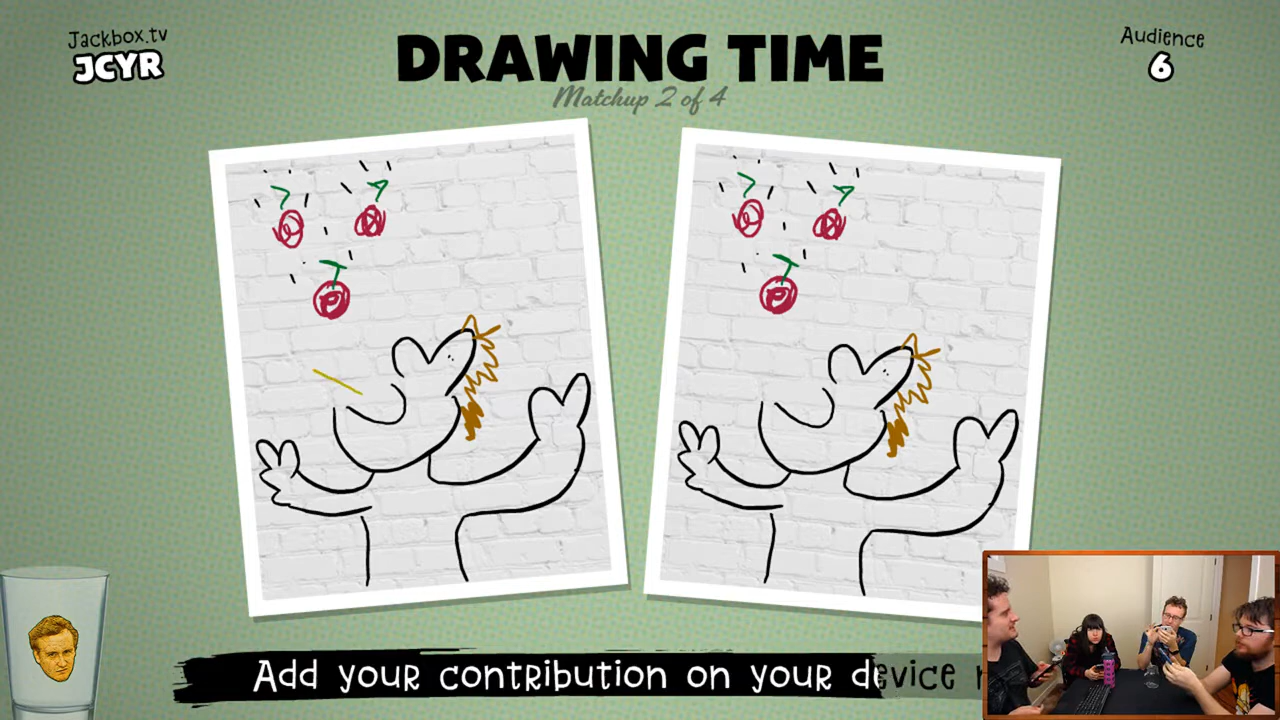 Jackbox.tv
JCYR
DRAWING TIME
Matchup 2 of 4
Audience
6
Add your contribution on your device